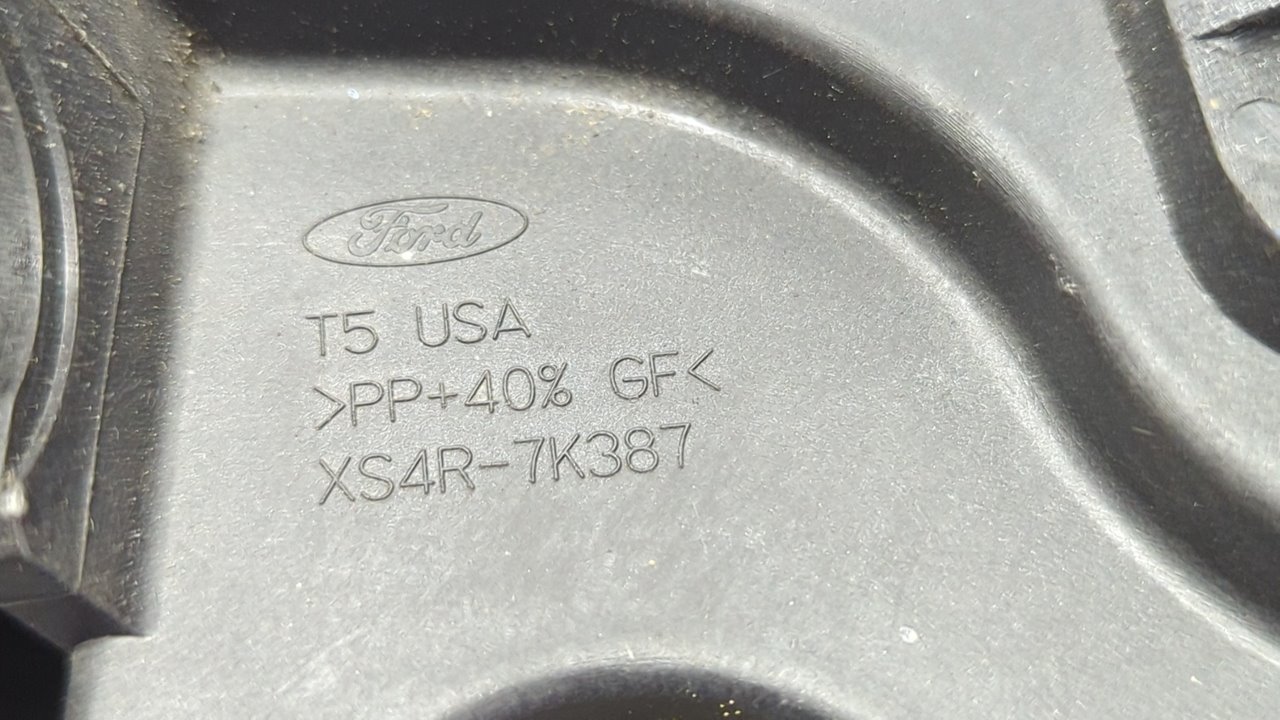 Ford
T5 USA
>PP+40% GF<
XS4R-7K387